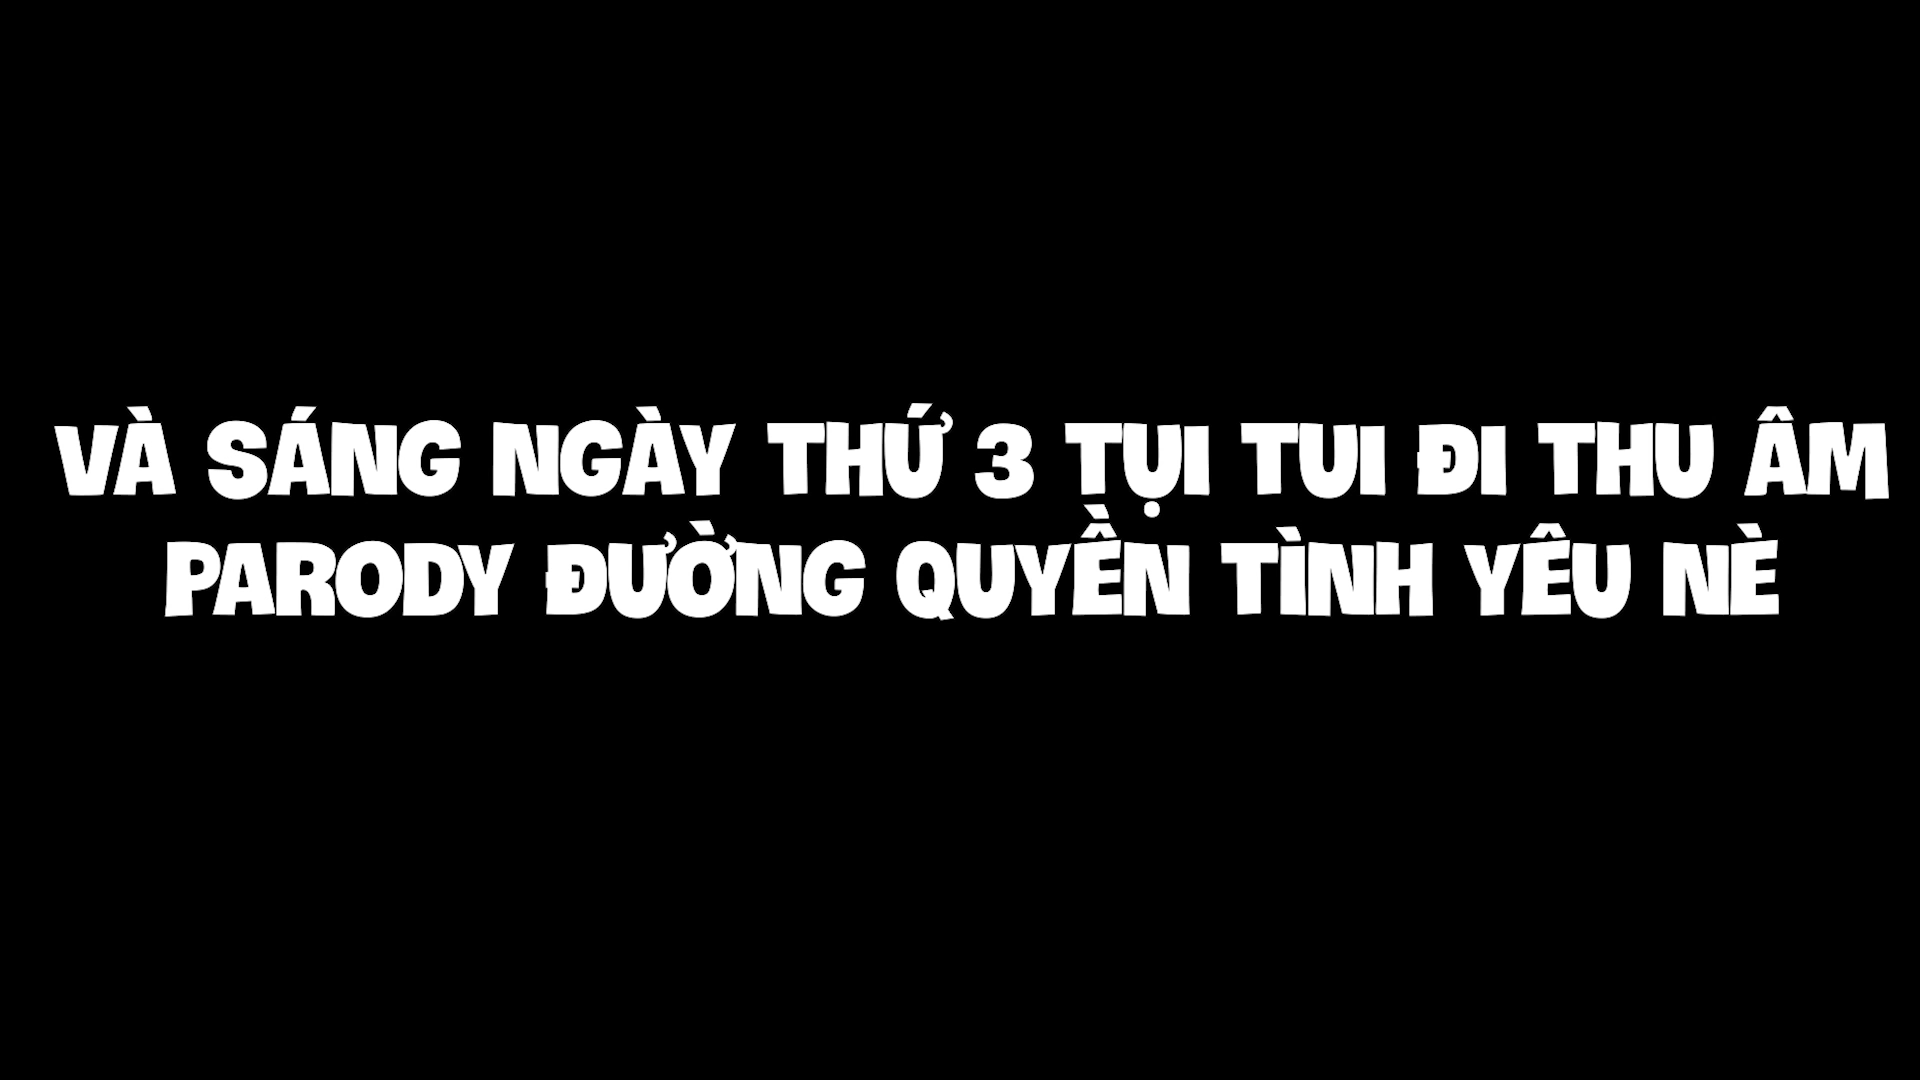 VÀ SÁNG NGÀY THỨ 3 TỤI TUI ĐI THU ÂM
PARODY ĐƯỜNG QUYỀN TÌNH YÊU NÈ